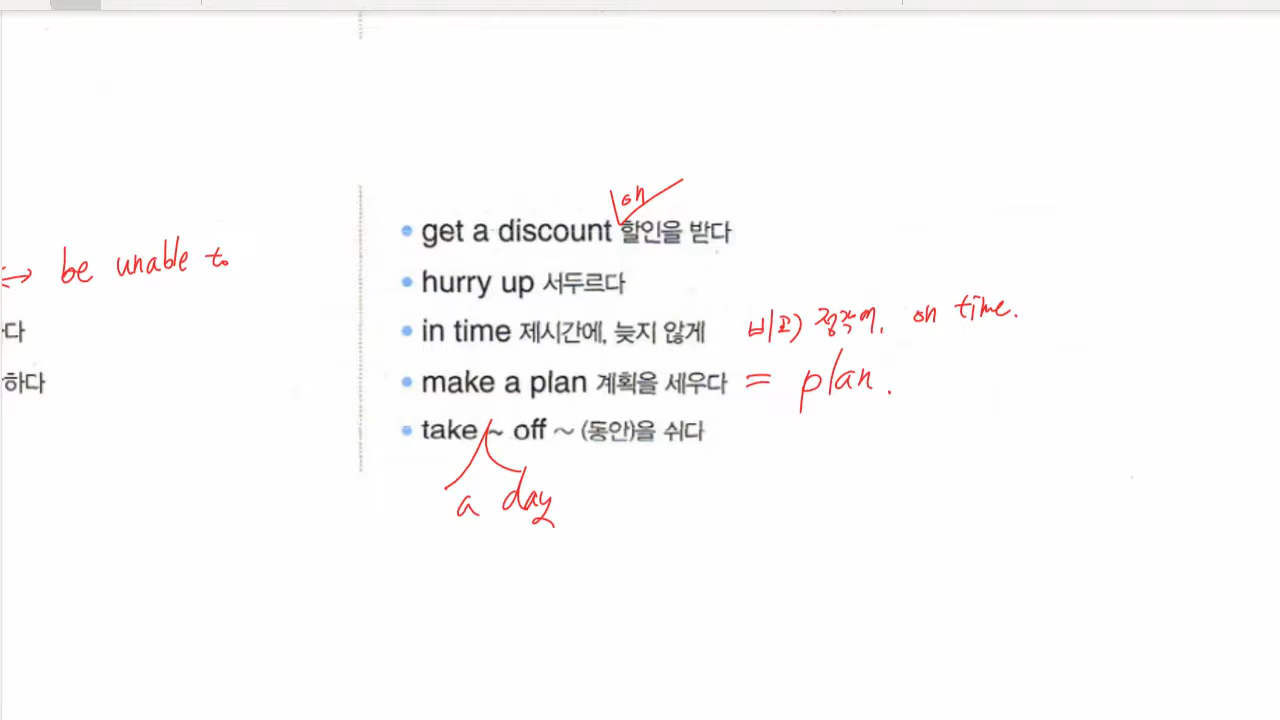 on
• get a discount 할인을 받다
↔ be unable to
• hurry up 서두르다
• in time 제시간에, 늦지 않게 비교) 정각에. on time.
다
• make a plan 계획을 세우다 = plan.
하다
• take ~ off ~ (동안)을 쉬다
a day